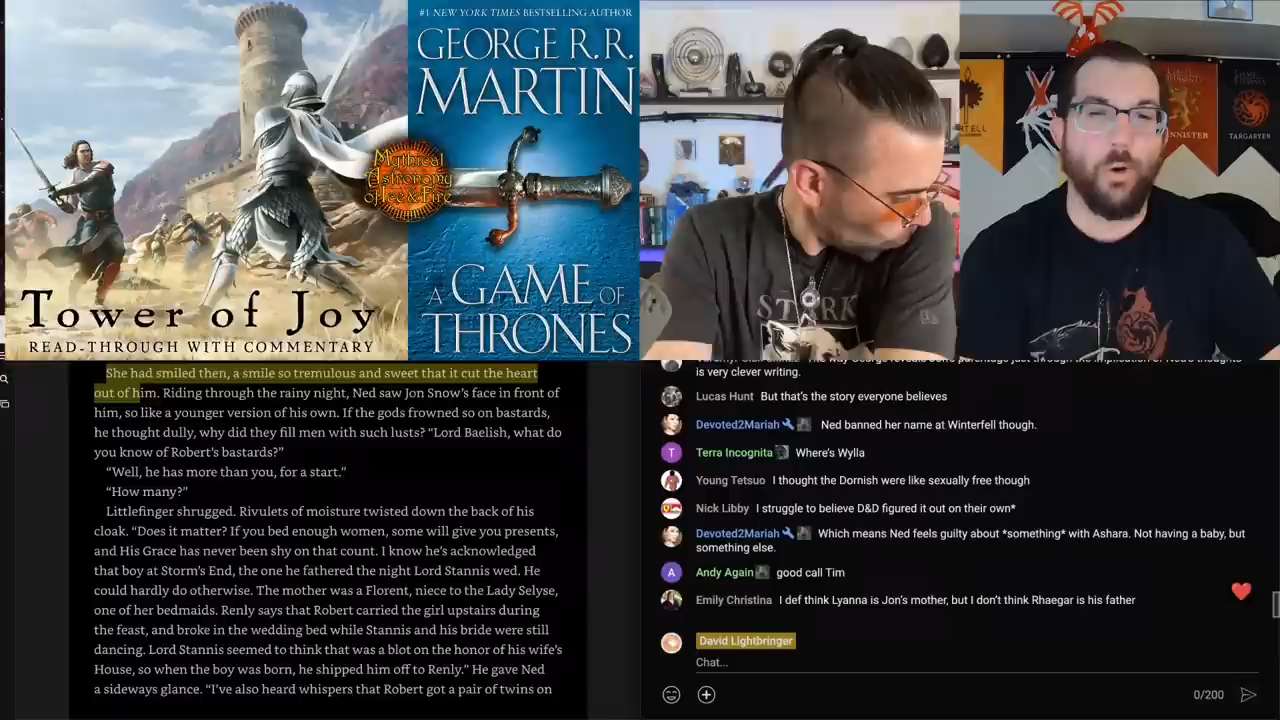 Tower of Joy
READ-THROUGH WITH COMMENTARY
#1 NEW YORK TIMES BESTSELLING AUTHOR
GEORGE R.R.
MARTIN
Mythical
Astronomy
of Ice & Fire
A GAME OF
THRONES
STARK
NNISTER
TARGARYEN
She had smiled then, a smile so tremulous and sweet that it cut the heart
out of him. Riding through the rainy night, Ned saw Jon Snow's face in front of
him, so like a younger version of his own. If the gods frowned so on bastards,
he thought dully, why did they fill men with such lusts? “Lord Baelish, what do
you know of Robert's bastards?”
“Well, he has more than you, for a start.”
“How many?”
Littlefinger shrugged. Rivulets of moisture twisted down the back of his
cloak. “Does it matter? If you bed enough women, some will give you presents,
and His Grace has never been shy on that count. I know he's acknowledged
that boy at Storm's End, the one he fathered the night Lord Stannis wed. He
could hardly do otherwise. The mother was a Florent, niece to the Lady Selyse,
one of her bedmaids. Renly says that Robert carried the girl upstairs during
the feast, and broke in the wedding bed while Stannis and his bride were still
dancing. Lord Stannis seemed to think that was a blot on the honor of his wife's
House, so when the boy was born, he shipped him off to Renly.” He gave Ned
a sideways glance. “I've also heard whispers that Robert got a pair of twins on
is very clever writing.
Lucas Hunt But that's the story everyone believes
Devoted2Mariah Ned banned her name at Winterfell though.
Terra Incognita Where's Wylla
Young Tetsuo I thought the Dornish were like sexually free though
Nick Libby I struggle to believe D&D figured it out on their own*
Devoted2Mariah Which means Ned feels guilty about *something* with Ashara. Not having a baby, but
something else.
Andy Again good call Tim
Emily Christina I def think Lyanna is Jon's mother, but I don't think Rhaegar is his father
David Lightbringer
Chat...
0/200